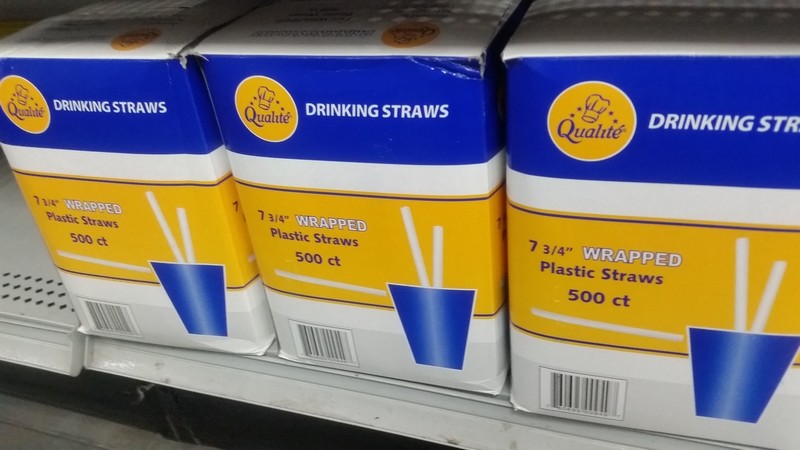 Qualité
DRINKING STRAWS
7 3/4" WRAPPED
Plastic Straws
500 ct
Qualité
DRINKING STRAWS
7 3/4" WRAPPED
Plastic Straws
500 ct
Qualité
DRINKING STR
7 3/4" WRAPPED
Plastic Straws
500 ct